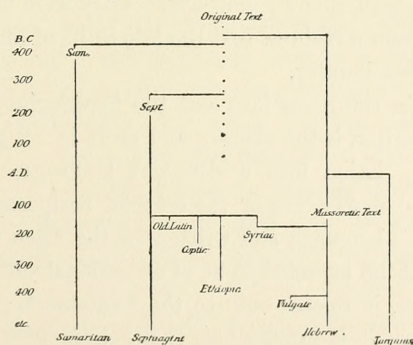 Original Text
B.C
400
Sam.
300
Sept.
200
100
A.D.
100
Massoretic Text
Old Latin
200
Syriac
Coptic
300
Ethiopic
400
Vulgate
etc.
Samaritan Septuagint Hebrew. Targums